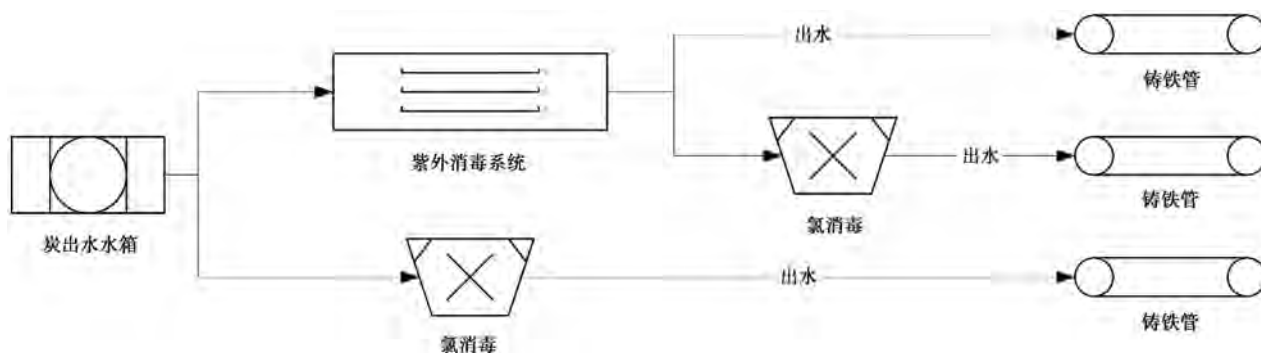 出水
铸铁管
紫外消毒系统
出水
氯消毒
铸铁管
炭出水水箱
出水
氯消毒
铸铁管